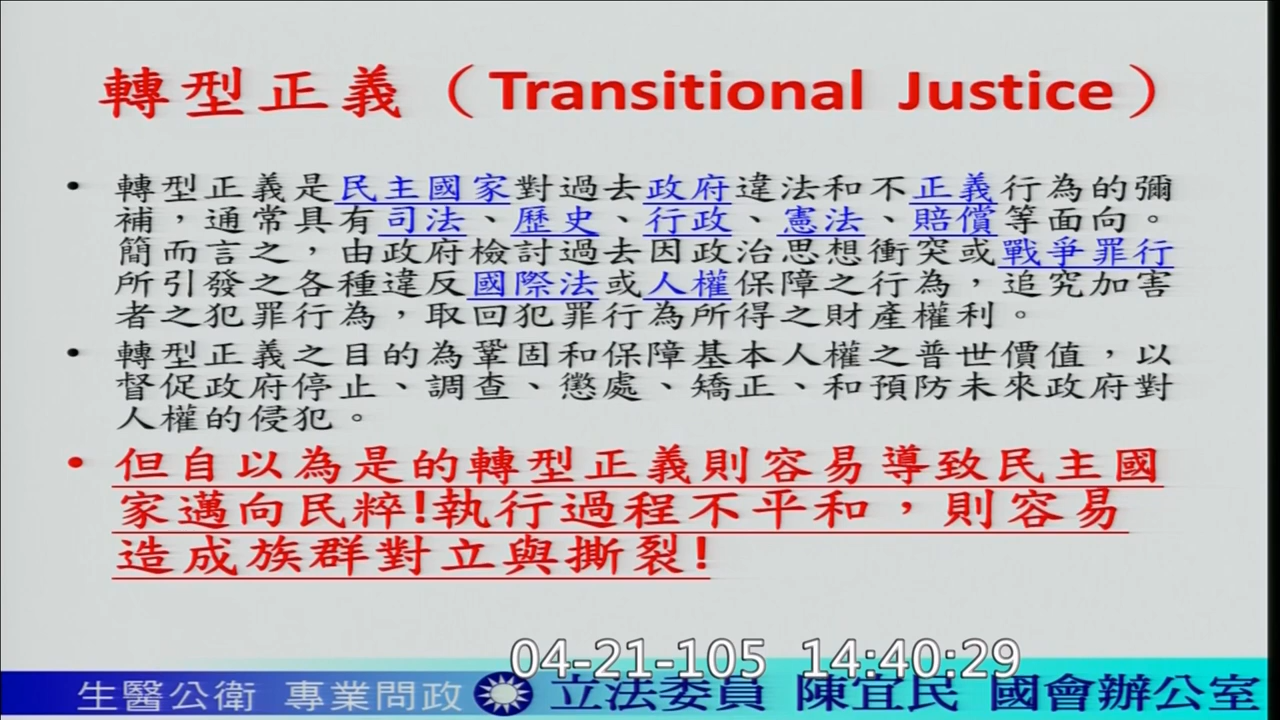 轉型正義（Transitional Justice）
• 轉型正義是民主國家對過去政府違法和不正義行為的彌
補，通常具有司法、歷史、行政、憲法、賠償等面向。
簡而言之，由政府檢討過去因政治思想衝突或戰爭罪行
所引發之各種違反國際法或人權保障之行為，追究加害
者之犯罪行為，取回犯罪行為所得之財產權利。
• 轉型正義之目的為鞏固和保障基本人權之普世價值，以
督促政府停止、調查、懲處、矯正、和預防未來政府對
人權的侵犯。
• 但自以為是的轉型正義則容易導致民主國
家邁向民粹!執行過程不平和，則容易
造成族群對立與撕裂!
04-21-105 14:40:29
生醫公衛 專業問政 立法委員 陳宜民 國會辦公室